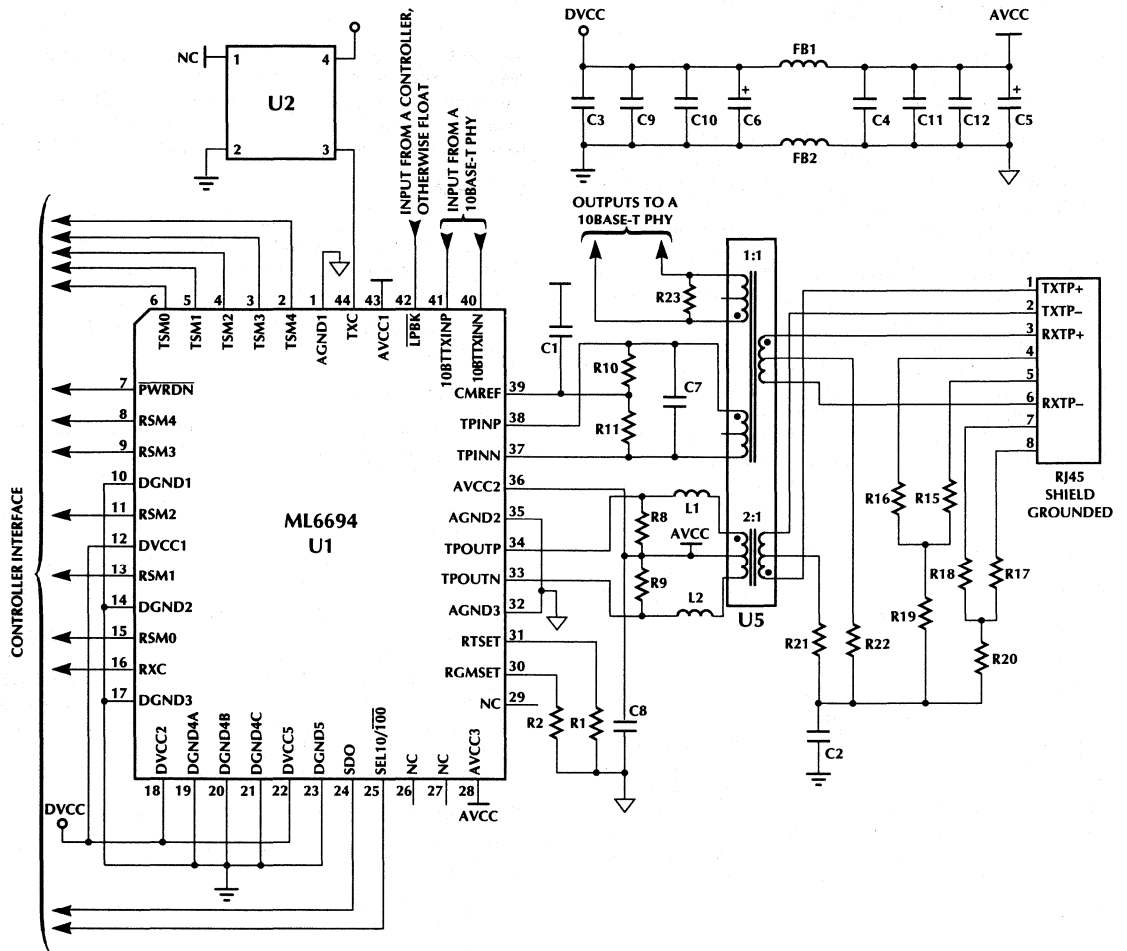 NC
1
4
U2
2
3
INPUT FROM A CONTROLLER,
OTHERWISE FLOAT
INPUT FROM A
10BASE-T PHY
DVCC
AVCC
FB1
C3
C9
C10
+
C6
C4
C11
C12
+
C5
FB2
OUTPUTS TO A
10BASE-T PHY
CONTROLLER INTERFACE
6
5
4
3
2
1
44
43
42
41
40
TSM0
TSM1
TSM2
TSM3
TSM4
AGND1
TXC
AVCC1
LPBK
10BTTXINP
10BTTXINN
7 PWRDN
8 RSM4
9 RSM3
10 DGND1
11 RSM2
12 DVCC1
13 RSM1
14 DGND2
15 RSM0
16 RXC
17 DGND3
ML6694
U1
CMREF 39
TPINP 38
TPINN 37
AVCC2 36
AGND2 35
TPOUTP 34
TPOUTN 33
AGND3 32
RTSET 31
RGMSET 30
NC 29
DVCC2
DGND4A
DGND4B
DGND4C
DVCC5
DGND5
SDO
SEL10/100
NC
NC
AVCC3
18
19
20
21
22
23
24
25
26
27
28
AVCC
DVCC
R23
1:1
C1
R10
C7
R11
L1
R8
AVCC
2:1
R9
L2
U5
R2
R1
C8
1 TXTP+
2 TXTP–
3 RXTP+
4
5
6 RXTP–
7
8
RJ45
SHIELD
GROUNDED
R16
R15
R18
R17
R19
R21
R22
R20
C2